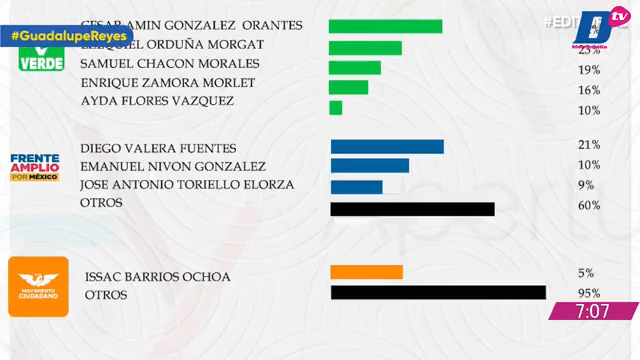 CESAR AMIN GONZALEZ ORANTES
#GuadalupeReyes
EZEQUIEL ORDUÑA MORGAT 23%
VERDE
SAMUEL CHACON MORALES 19%
ENRIQUE ZAMORA MORLET 16%
AYDA FLORES VAZQUEZ 10%
tv
FRENTE
AMPLIO
POR MÉXICO
DIEGO VALERA FUENTES 21%
EMANUEL NIVON GONZALEZ 10%
JOSE ANTONIO TORIELLO ELORZA 9%
OTROS 60%
MOVIMIENTO
CIUDADANO
ISSAC BARRIOS OCHOA 5%
OTROS 95%
7:07